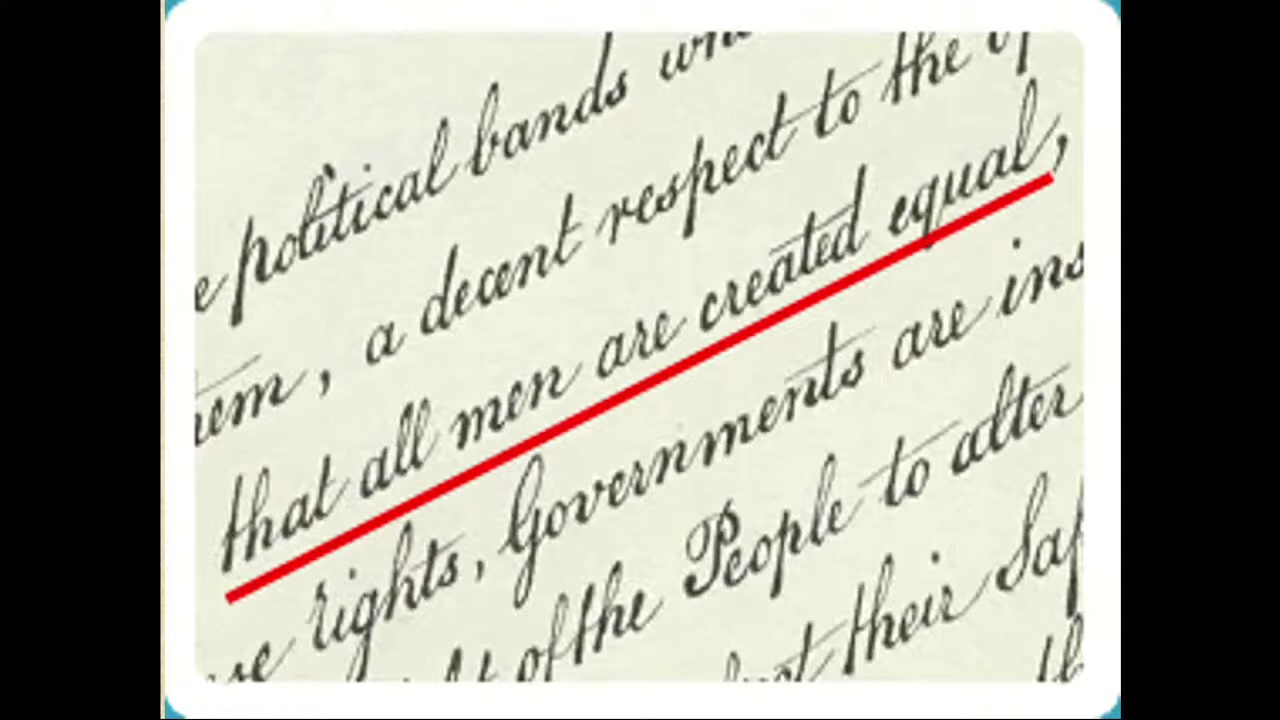 political bands
a decent respect to the
that all men are created equal,
rights, Governments are
of the People to alter
their